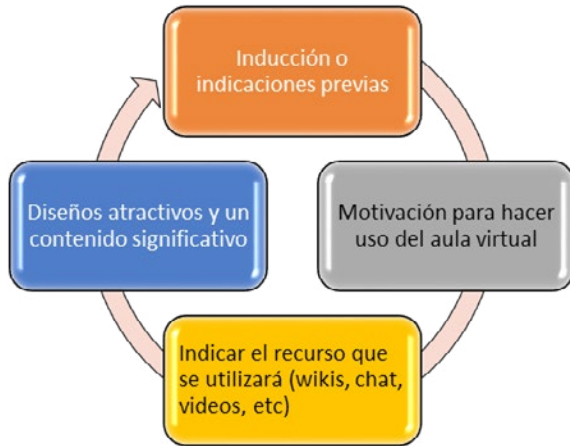 Inducción o
indicaciones previas
Motivación para hacer
uso del aula virtual
Indicar el recurso que
se utilizará (wikis, chat,
videos, etc)
Diseños atractivos y un
contenido significativo